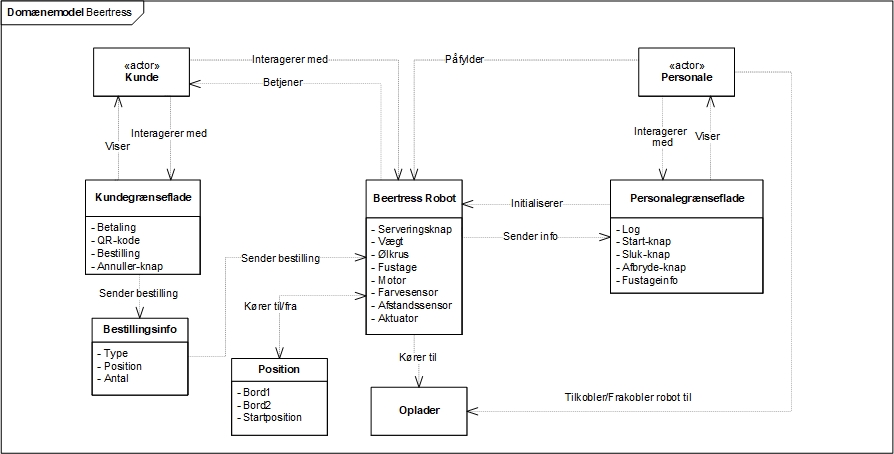 Domænemodel Beertress
«actor»
Kunde
Interagerer med
Betjener
Påfylder
«actor»
Personale
Interagerer med
Viser
Interagerer
med
Viser
Kundegrænseflade
- Betaling
- QR-kode
- Bestilling
- Annuller-knap
Beertress Robot
- Serveringsknap
- Vægt
- Ølkrus
- Fustage
- Motor
- Farvesensor
- Afstandssensor
- Aktuator
Initialiserer
Sender info
Personalegrænseflade
- Log
- Start-knap
- Sluk-knap
- Afbryde-knap
- Fustageinfo
Sender bestilling
Sender bestilling
Kører til/fra
Bestillingsinfo
- Type
- Position
- Antal
Position
- Bord1
- Bord2
- Startposition
Kører til
Oplader
Tilkobler/Frakobler robot til